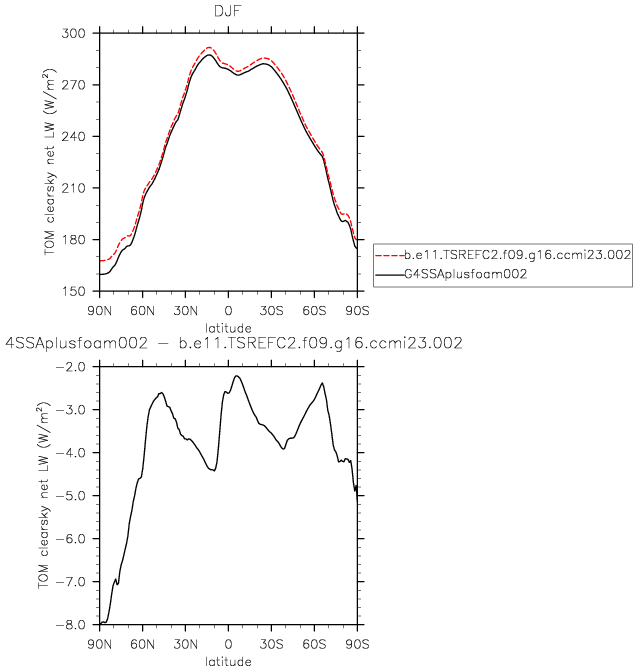 DJF
TOM clearsky net LW (W/m²)
300
270
240
210
180
150
90N 60N 30N 0 30S 60S 90S
latitude
b.e11.TSREFC2.f09.g16.ccmi23.002
G4SSAplusfoam002
4SSAplusfoam002 − b.e11.TSREFC2.f09.g16.ccmi23.002
TOM clearsky net LW (W/m²)
−2.0
−3.0
−4.0
−5.0
−6.0
−7.0
−8.0
90N 60N 30N 0 30S 60S 90S
latitude